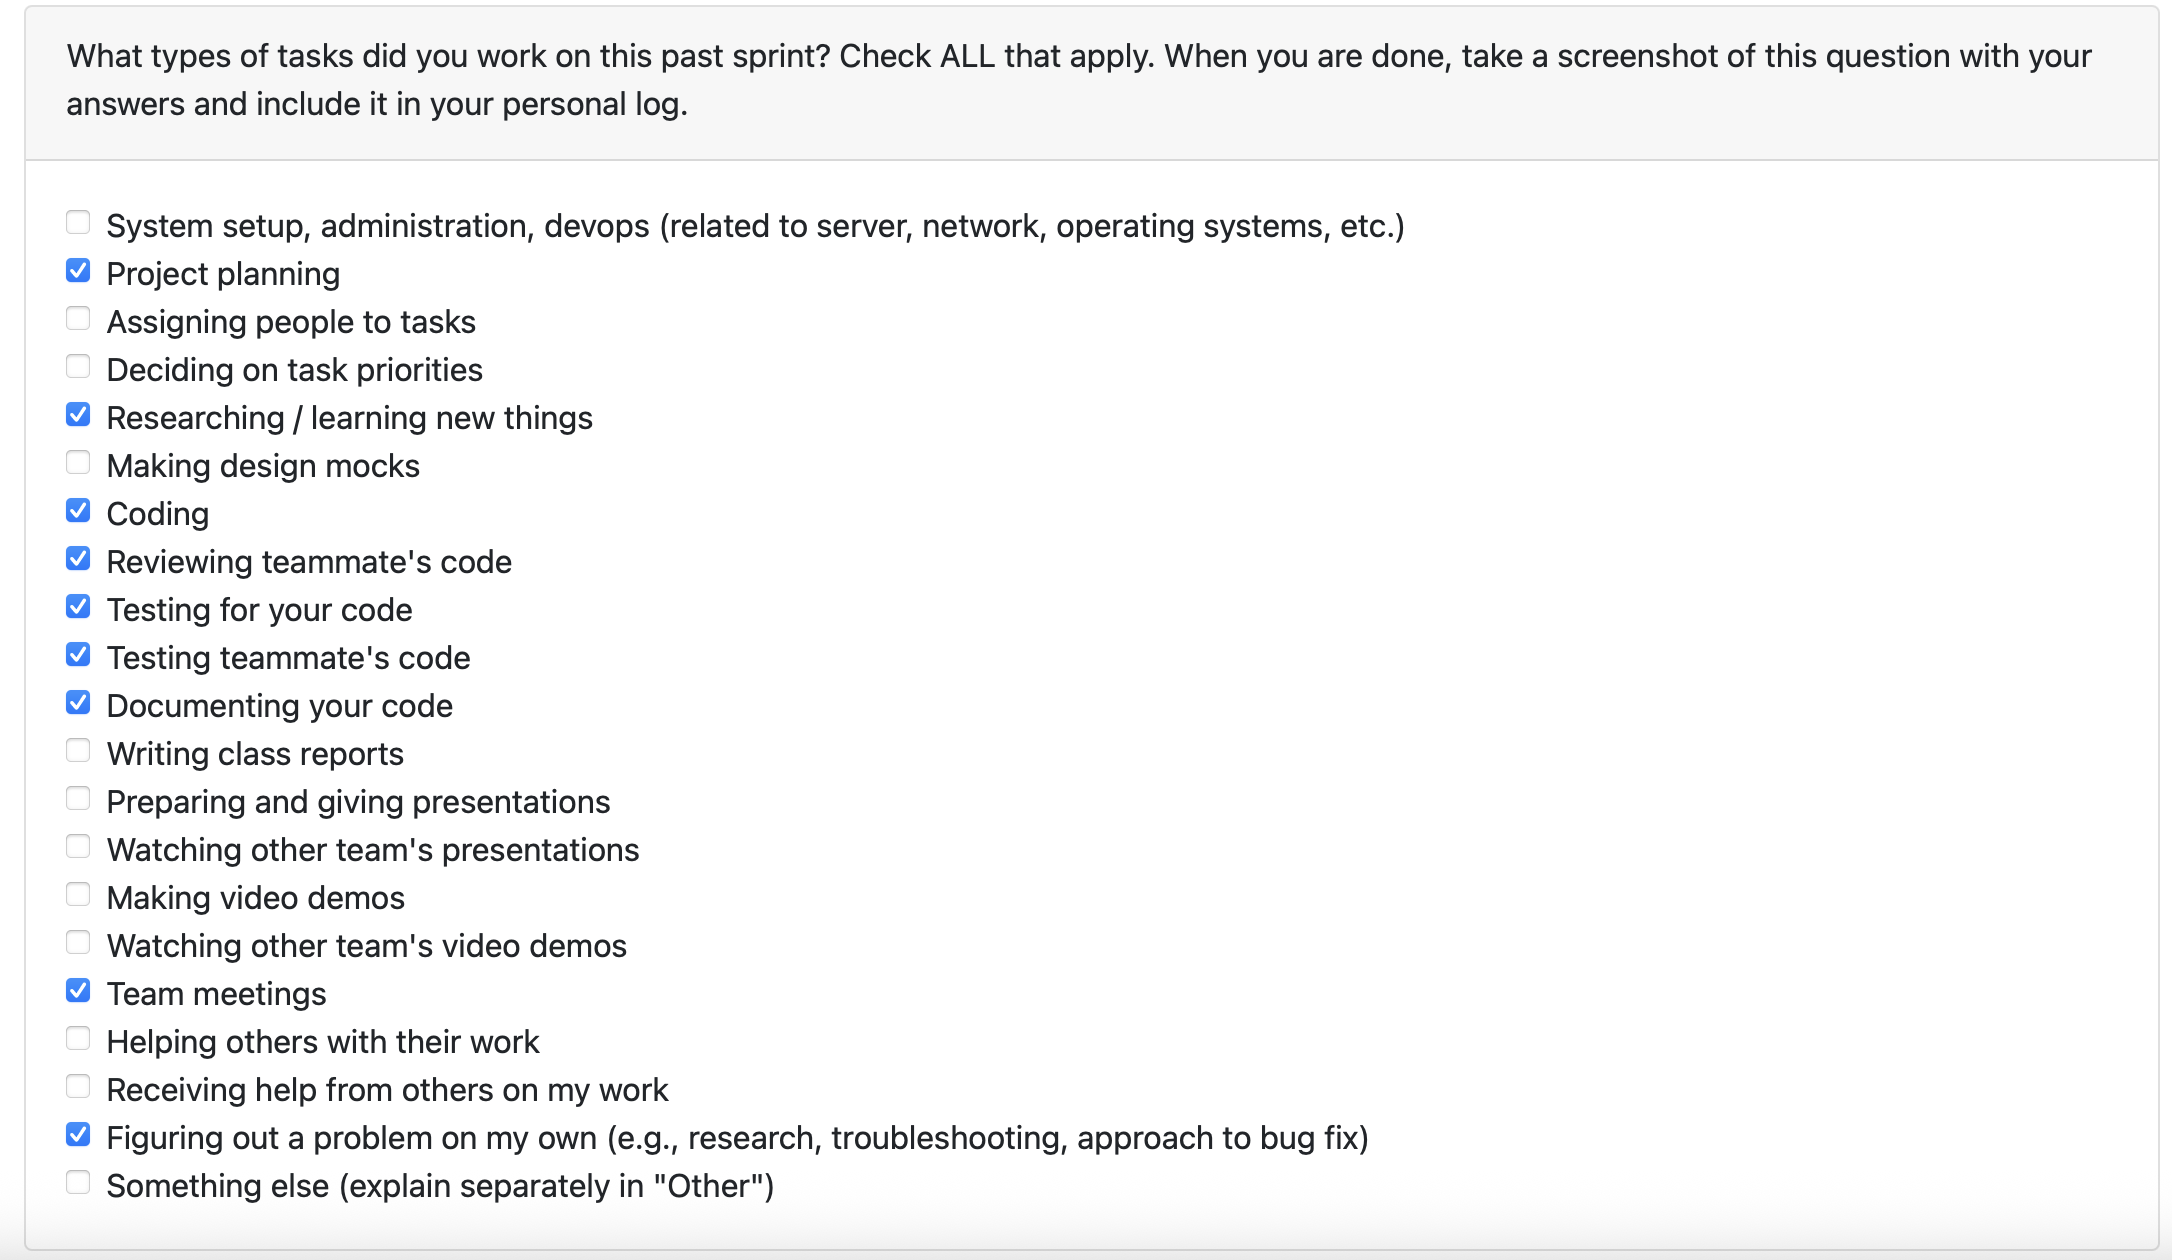 What types of tasks did you work on this past sprint? Check ALL that apply. When you are done, take a screenshot of this question with your
answers and include it in your personal log.
System setup, administration, devops (related to server, network, operating systems, etc.)
Project planning
Assigning people to tasks
Deciding on task priorities
Researching / learning new things
Making design mocks
Coding
Reviewing teammate's code
Testing for your code
Testing teammate's code
Documenting your code
Writing class reports
Preparing and giving presentations
Watching other team's presentations
Making video demos
Watching other team's video demos
Team meetings
Helping others with their work
Receiving help from others on my work
Figuring out a problem on my own (e.g., research, troubleshooting, approach to bug fix)
Something else (explain separately in "Other")